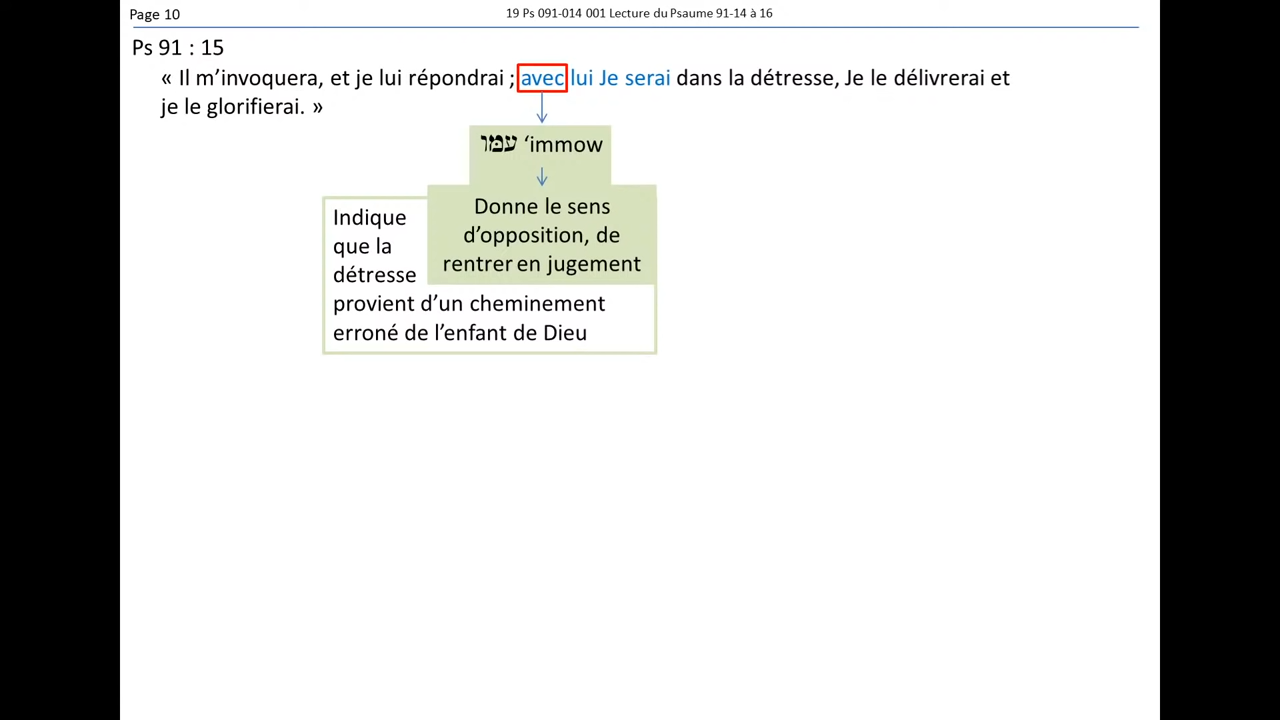 Page 10
19 Ps 091-014 001 Lecture du Psaume 91-14 à 16
Ps 91 : 15
« Il m’invoquera, et je lui répondrai ; avec lui Je serai dans la détresse, Je le délivrerai et
je le glorifierai. »
עִמּוֹ ‘immow
Donne le sens
d’opposition, de
rentrer en jugement
Indique
que la
détresse
provient d’un cheminement
erroné de l’enfant de Dieu